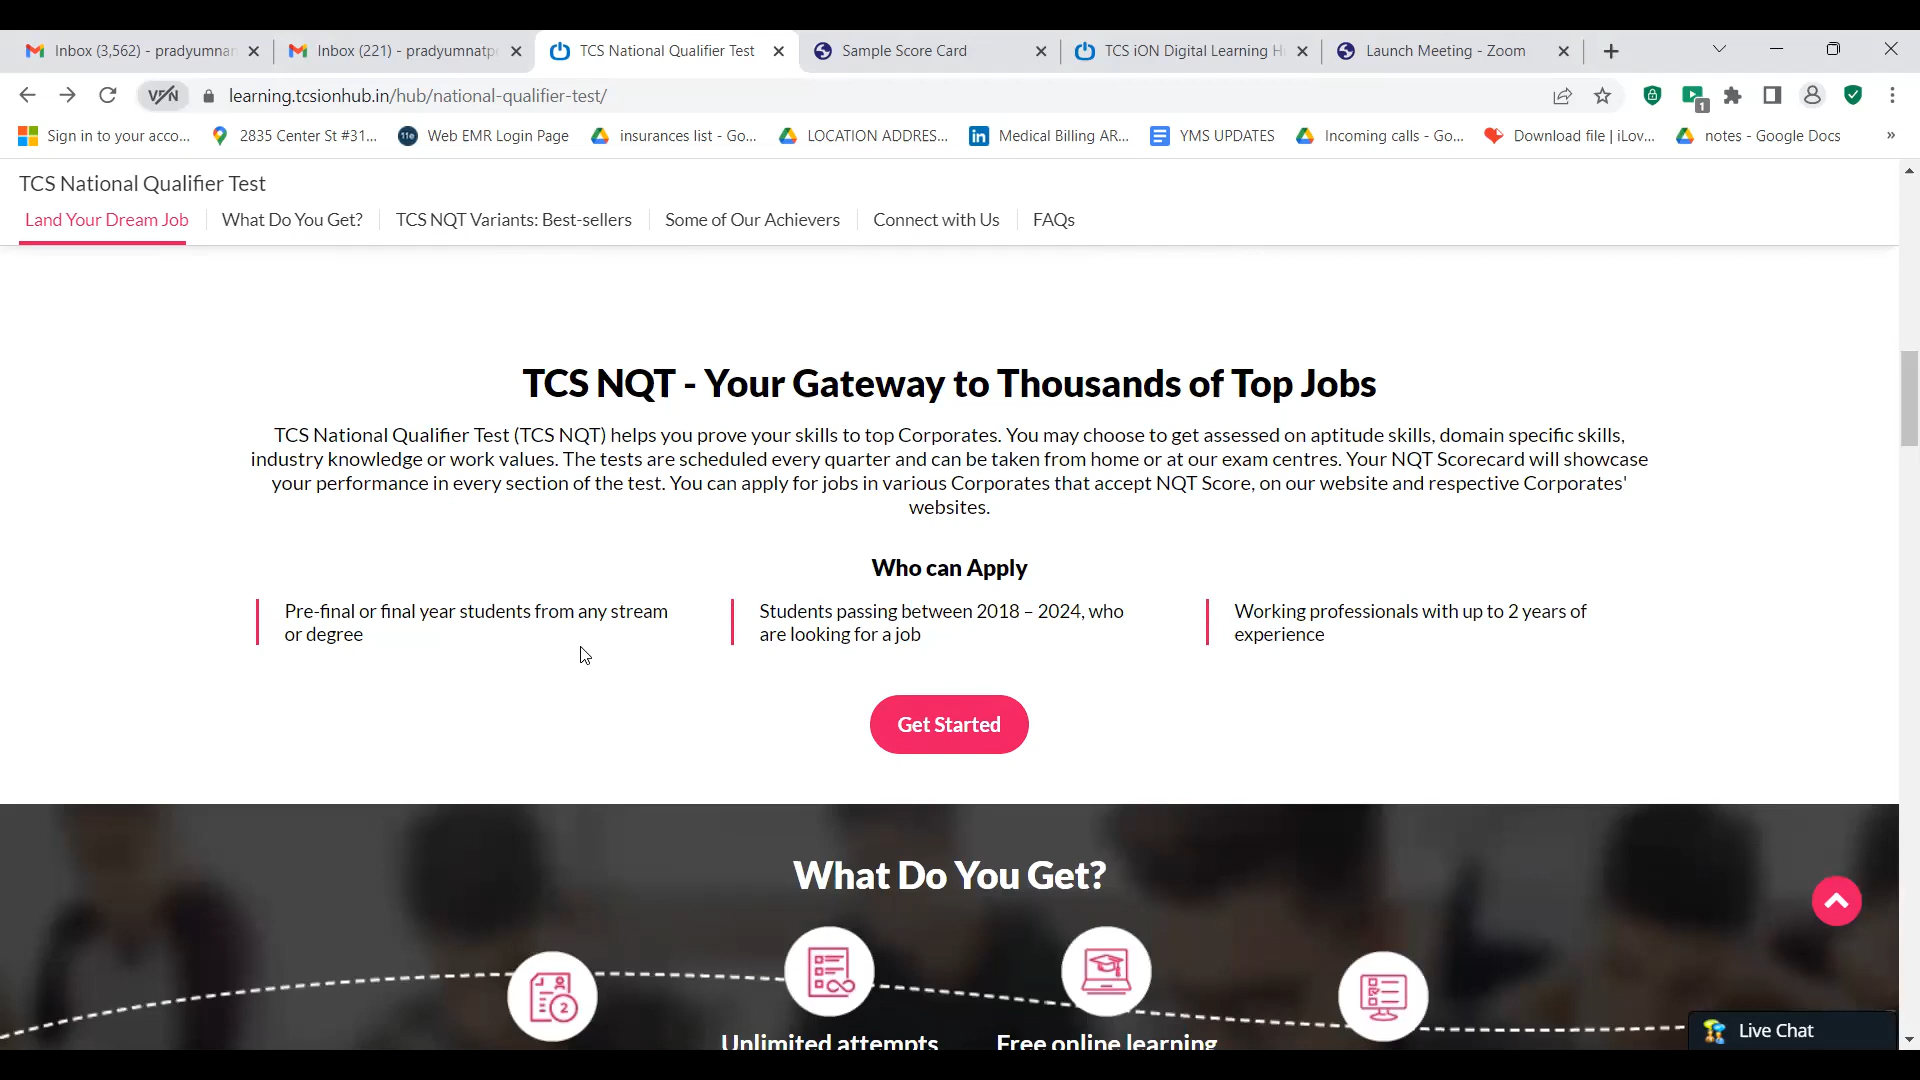 Inbox (3,562) - pradyumnar
Inbox (221) - pradyumnatp
TCS National Qualifier Test
Sample Score Card
TCS iON Digital Learning H
Launch Meeting - Zoom
VPN
learning.tcsionhub.in/hub/national-qualifier-test/
1
Sign in to your acco...
2835 Center St #31...
11e
Web EMR Login Page
insurances list - Go...
LOCATION ADDRES...
in
Medical Billing AR...
YMS UPDATES
Incoming calls - Go...
Download file | iLov...
notes - Google Docs
»
TCS National Qualifier Test
Land Your Dream Job
What Do You Get?
TCS NQT Variants: Best-sellers
Some of Our Achievers
Connect with Us
FAQs
TCS NQT - Your Gateway to Thousands of Top Jobs
TCS National Qualifier Test (TCS NQT) helps you prove your skills to top Corporates. You may choose to get assessed on aptitude skills, domain specific skills,
industry knowledge or work values. The tests are scheduled every quarter and can be taken from home or at our exam centres. Your NQT Scorecard will showcase
your performance in every section of the test. You can apply for jobs in various Corporates that accept NQT Score, on our website and respective Corporates'
websites.
Who can Apply
Pre-final or final year students from any stream
or degree
Students passing between 2018 – 2024, who
are looking for a job
Working professionals with up to 2 years of
experience
Get Started
What Do You Get?
2
Unlimited attempts
Free online learning
Live Chat